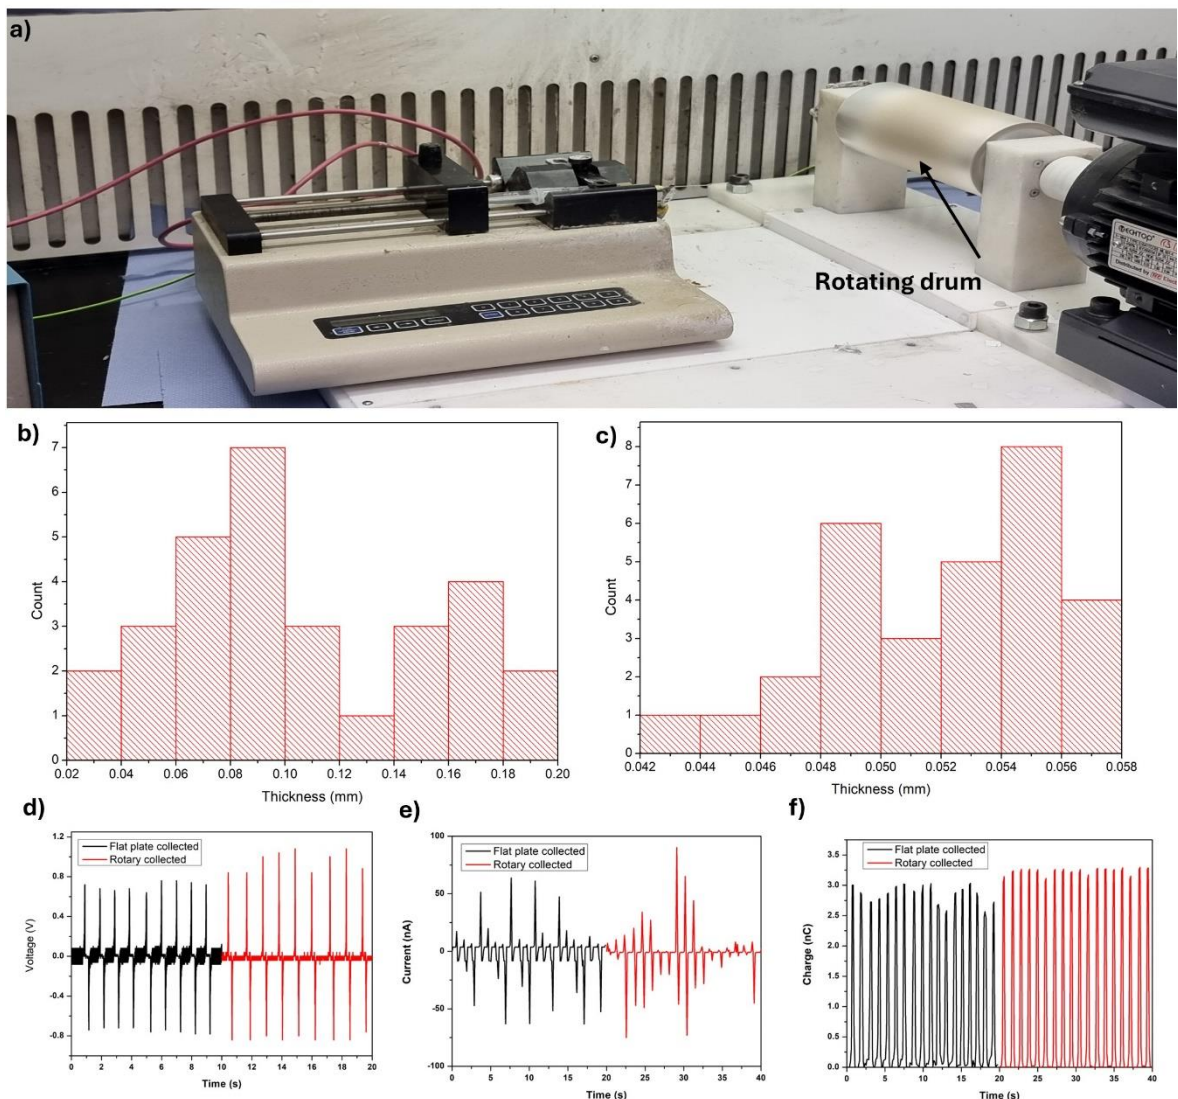 a)
Rotating drum
TECHTOP
b)
7
6
5
4
3
2
1
0
Count
0.02 0.04 0.06 0.08 0.10 0.12 0.14 0.16 0.18 0.20
Thickness (mm)
c)
8
7
6
5
4
3
2
1
0
Count
0.042 0.044 0.046 0.048 0.050 0.052 0.054 0.056 0.058
Thickness (mm)
d)
Flat plate collected
Rotary collected
1.2
0.8
0.4
0.0
-0.4
-0.8
Voltage (V)
0 2 4 6 8 10 12 14 16 18 20
Time (s)
e)
Flat plate collected
Rotary collected
100
50
0
-50
-100
Current (nA)
0 5 10 15 20 25 30 35 40
Time (s)
f)
Flat plate collected
Rotary collected
3.5
3.0
2.5
2.0
1.5
1.0
0.5
0.0
Charge (nC)
0 5 10 15 20 25 30 35 40
Time (s)